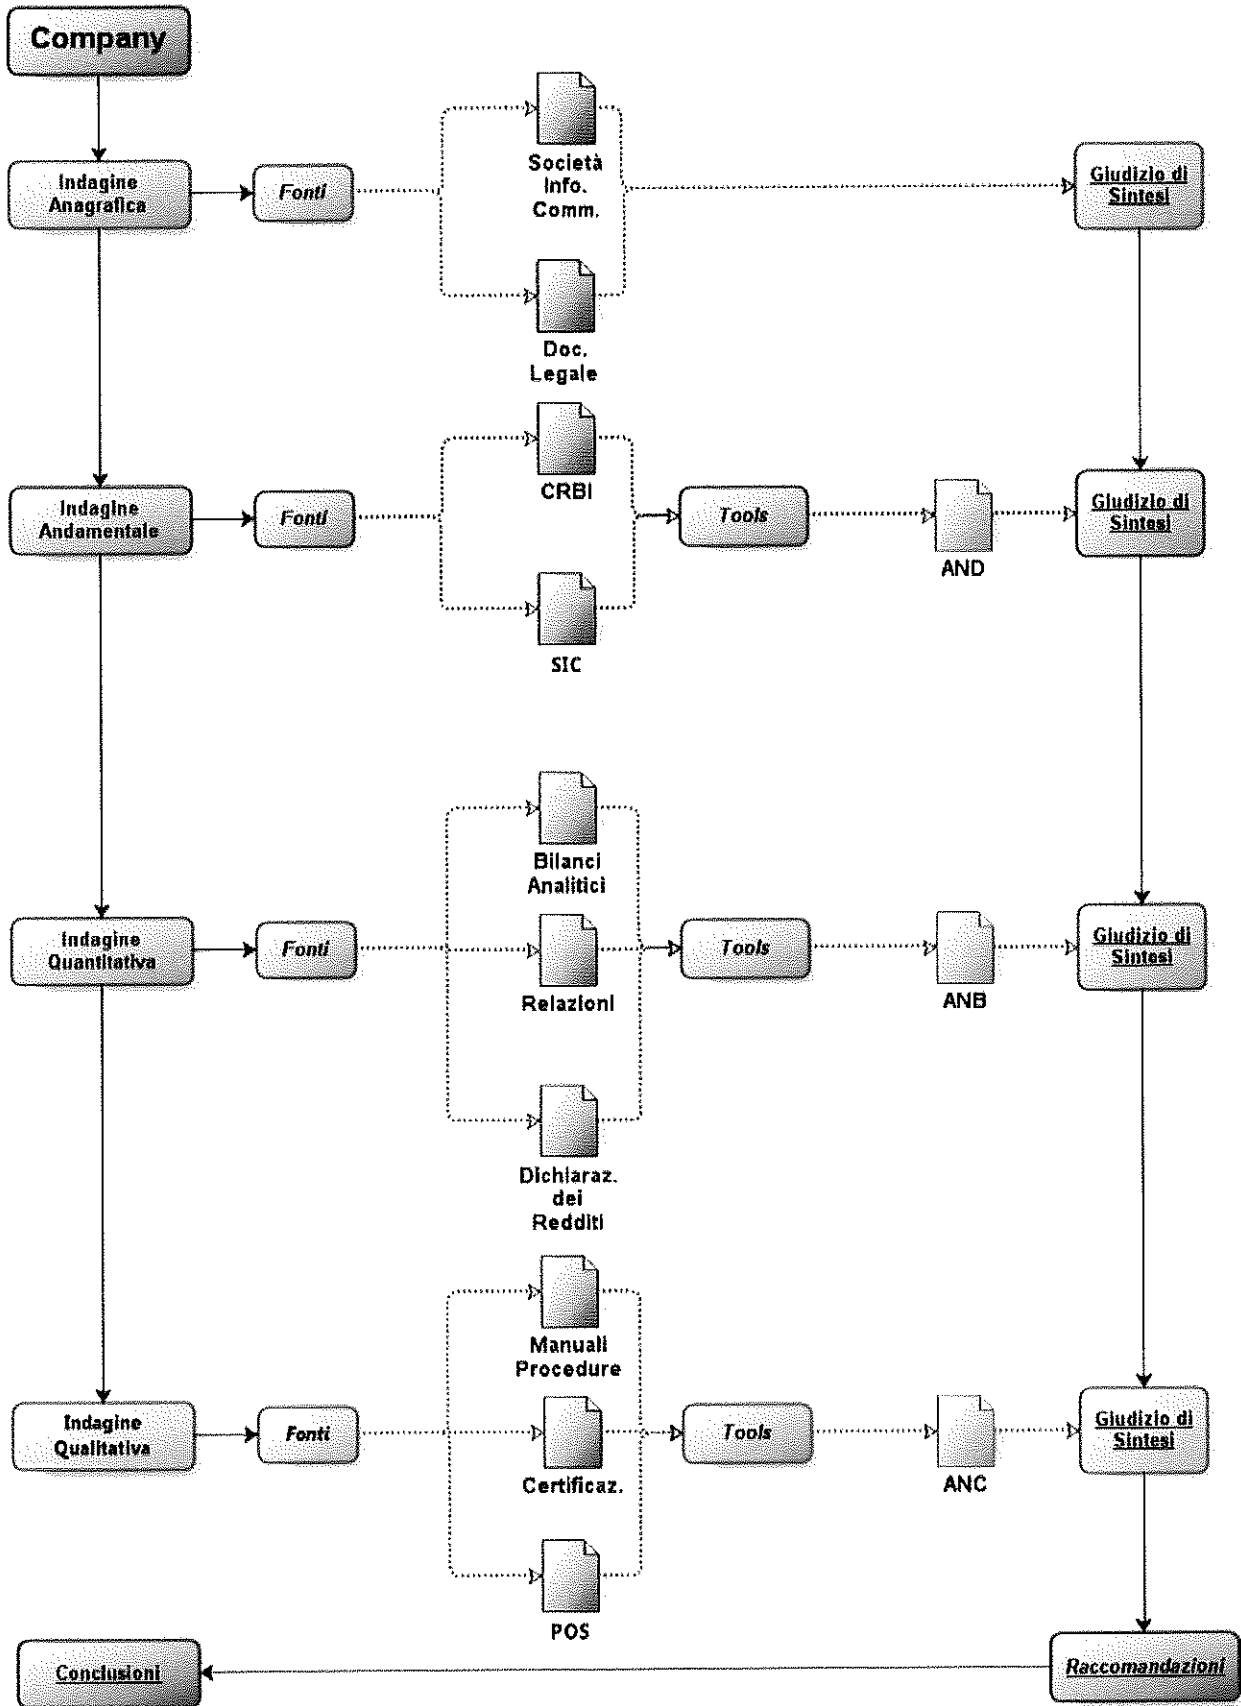 Company
Società
Info.
Comm.
Indagine
Anagrafica
Fonti
Giudizio di
Sintesi
Doc.
Legale
CRBI
Indagine
Andamentale
Fonti
Tools
AND
Giudizio di
Sintesi
SIC
Bilanci
Analitici
Indagine
Quantitativa
Fonti
Relazioni
Tools
ANB
Giudizio di
Sintesi
Dichiaraz.
dei
Redditi
Manuali
Procedure
Indagine
Qualitativa
Fonti
Certificaz.
Tools
ANC
Giudizio di
Sintesi
POS
Conclusioni
Raccomandazioni